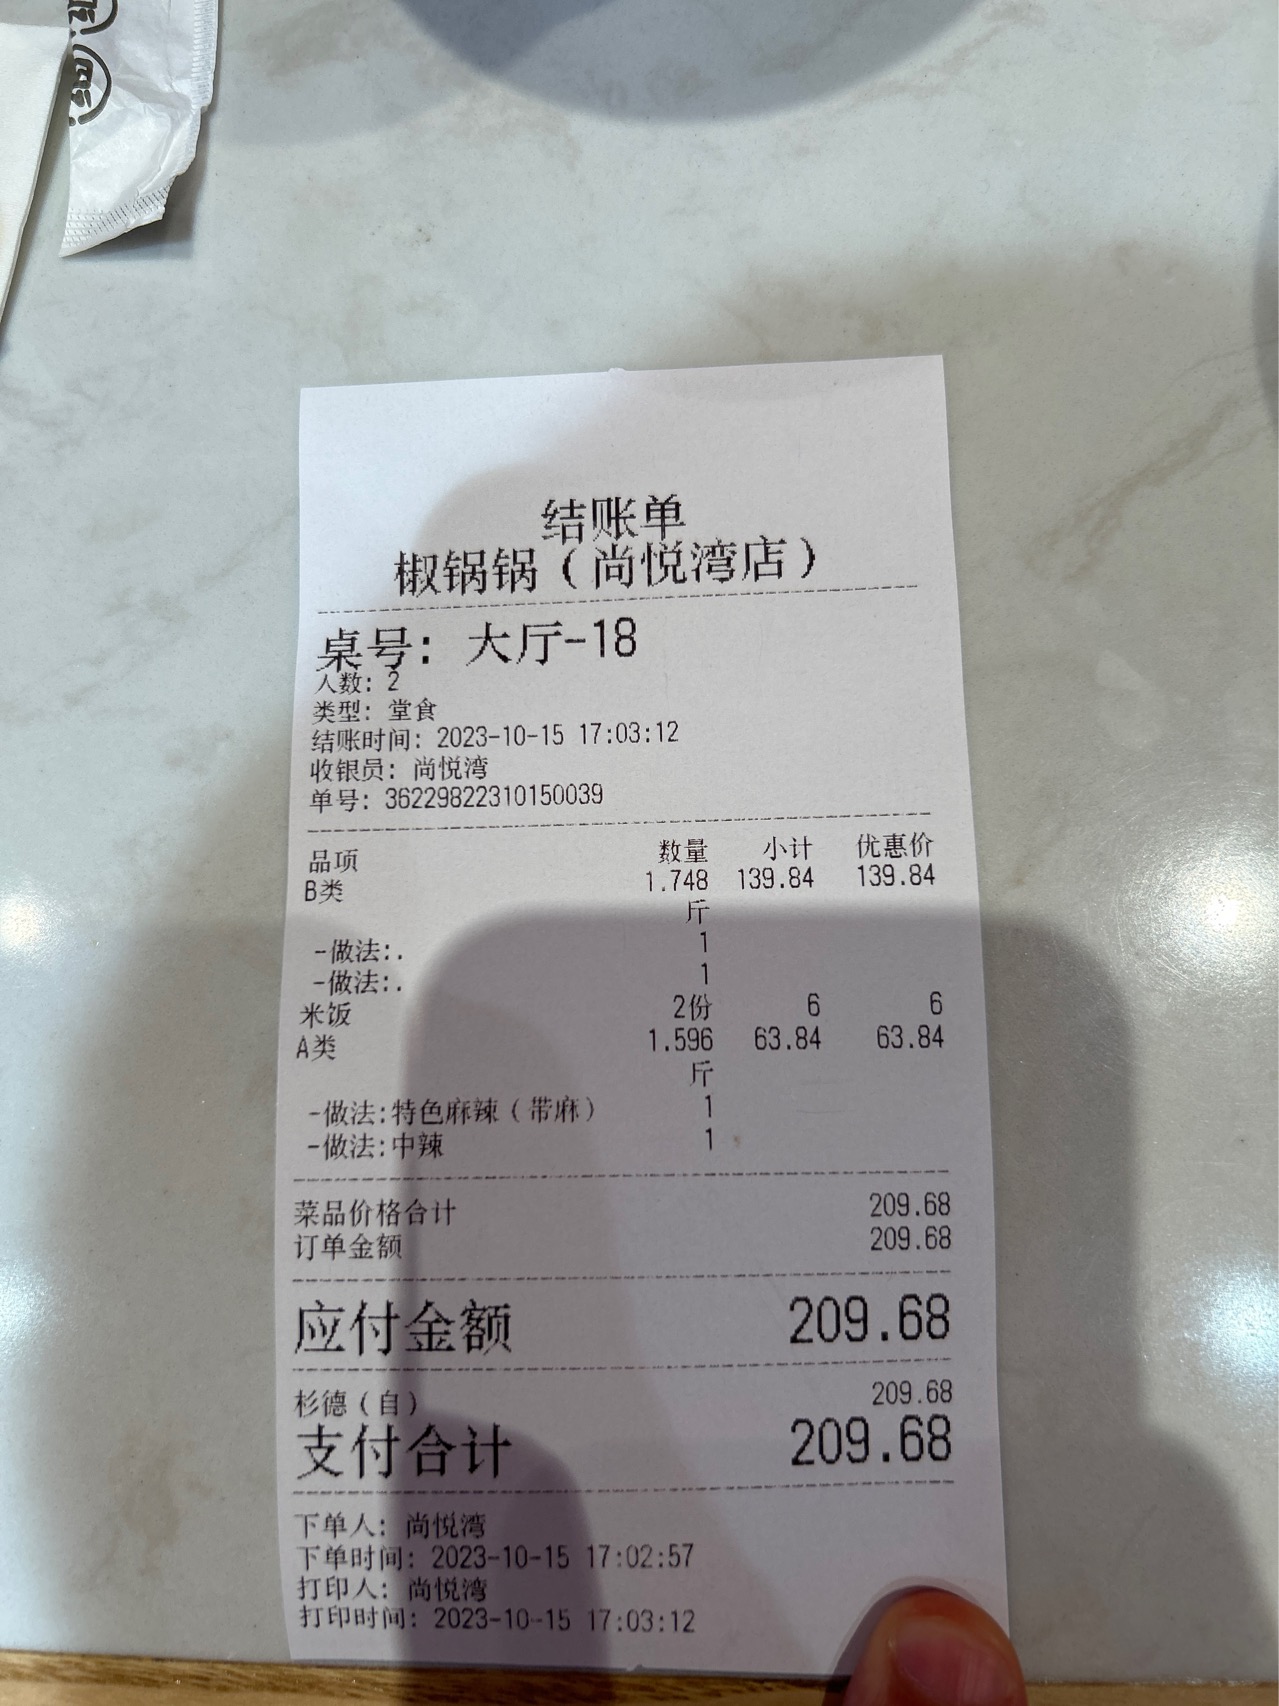 结账单
椒锅锅（尚悦湾店）
桌号: 大厅-18
人数: 2
类型: 堂食
结账时间: 2023-10-15 17:03:12
收银员: 尚悦湾
单号: 36229822310150039
品项 数量 小计 优惠价
B类 1.748 139.84 139.84
斤
-做法:. 1
-做法:. 1
米饭 2份 6 6
A类 1.596 63.84 63.84
斤
-做法:特色麻辣（带麻） 1
-做法:中辣 1
菜品价格合计 209.68
订单金额 209.68
应付金额 209.68
杉德（自） 209.68
支付合计 209.68
下单人: 尚悦湾
下单时间: 2023-10-15 17:02:57
打印人: 尚悦湾
打印时间: 2023-10-15 17:03:12